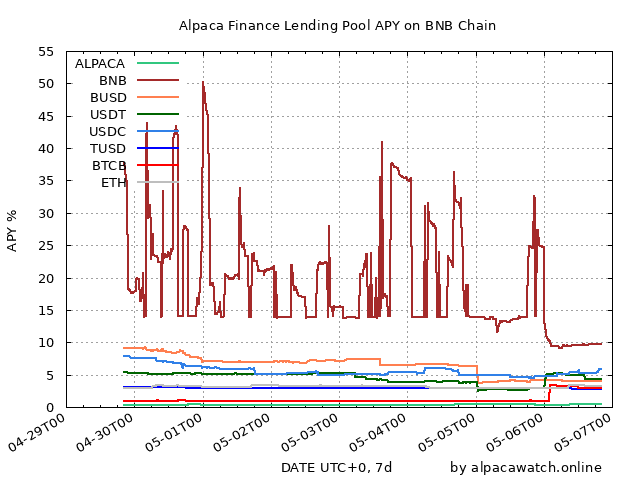 Alpaca Finance Lending Pool APY on BNB Chain
APY %
55
50
45
40
35
30
25
20
15
10
5
0
ALPACA
BNB
BUSD
USDT
USDC
TUSD
BTCB
ETH
04-29T00
04-30T00
05-01T00
05-02T00
05-03T00
05-04T00
05-05T00
05-06T00
05-07T00
DATE UTC+0, 7d
by alpacawatch.online